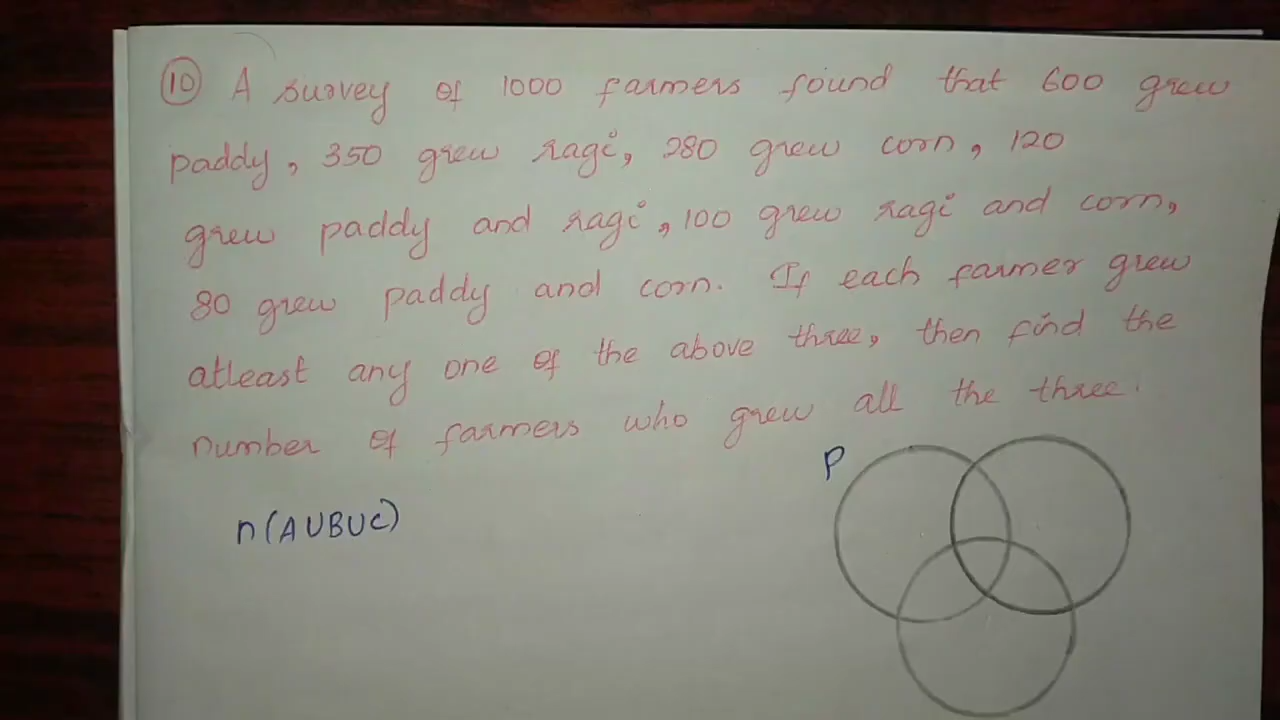 10 A survey of 1000 farmers found that 600 grew
paddy, 350 grew ragi, 280 grew corn, 120
grew paddy and ragi, 100 grew ragi and corn,
80 grew paddy and corn. If each farmer grew
atleast any one of the above three, then find the
number of farmers who grew all the three.
P
n(AUBUC)